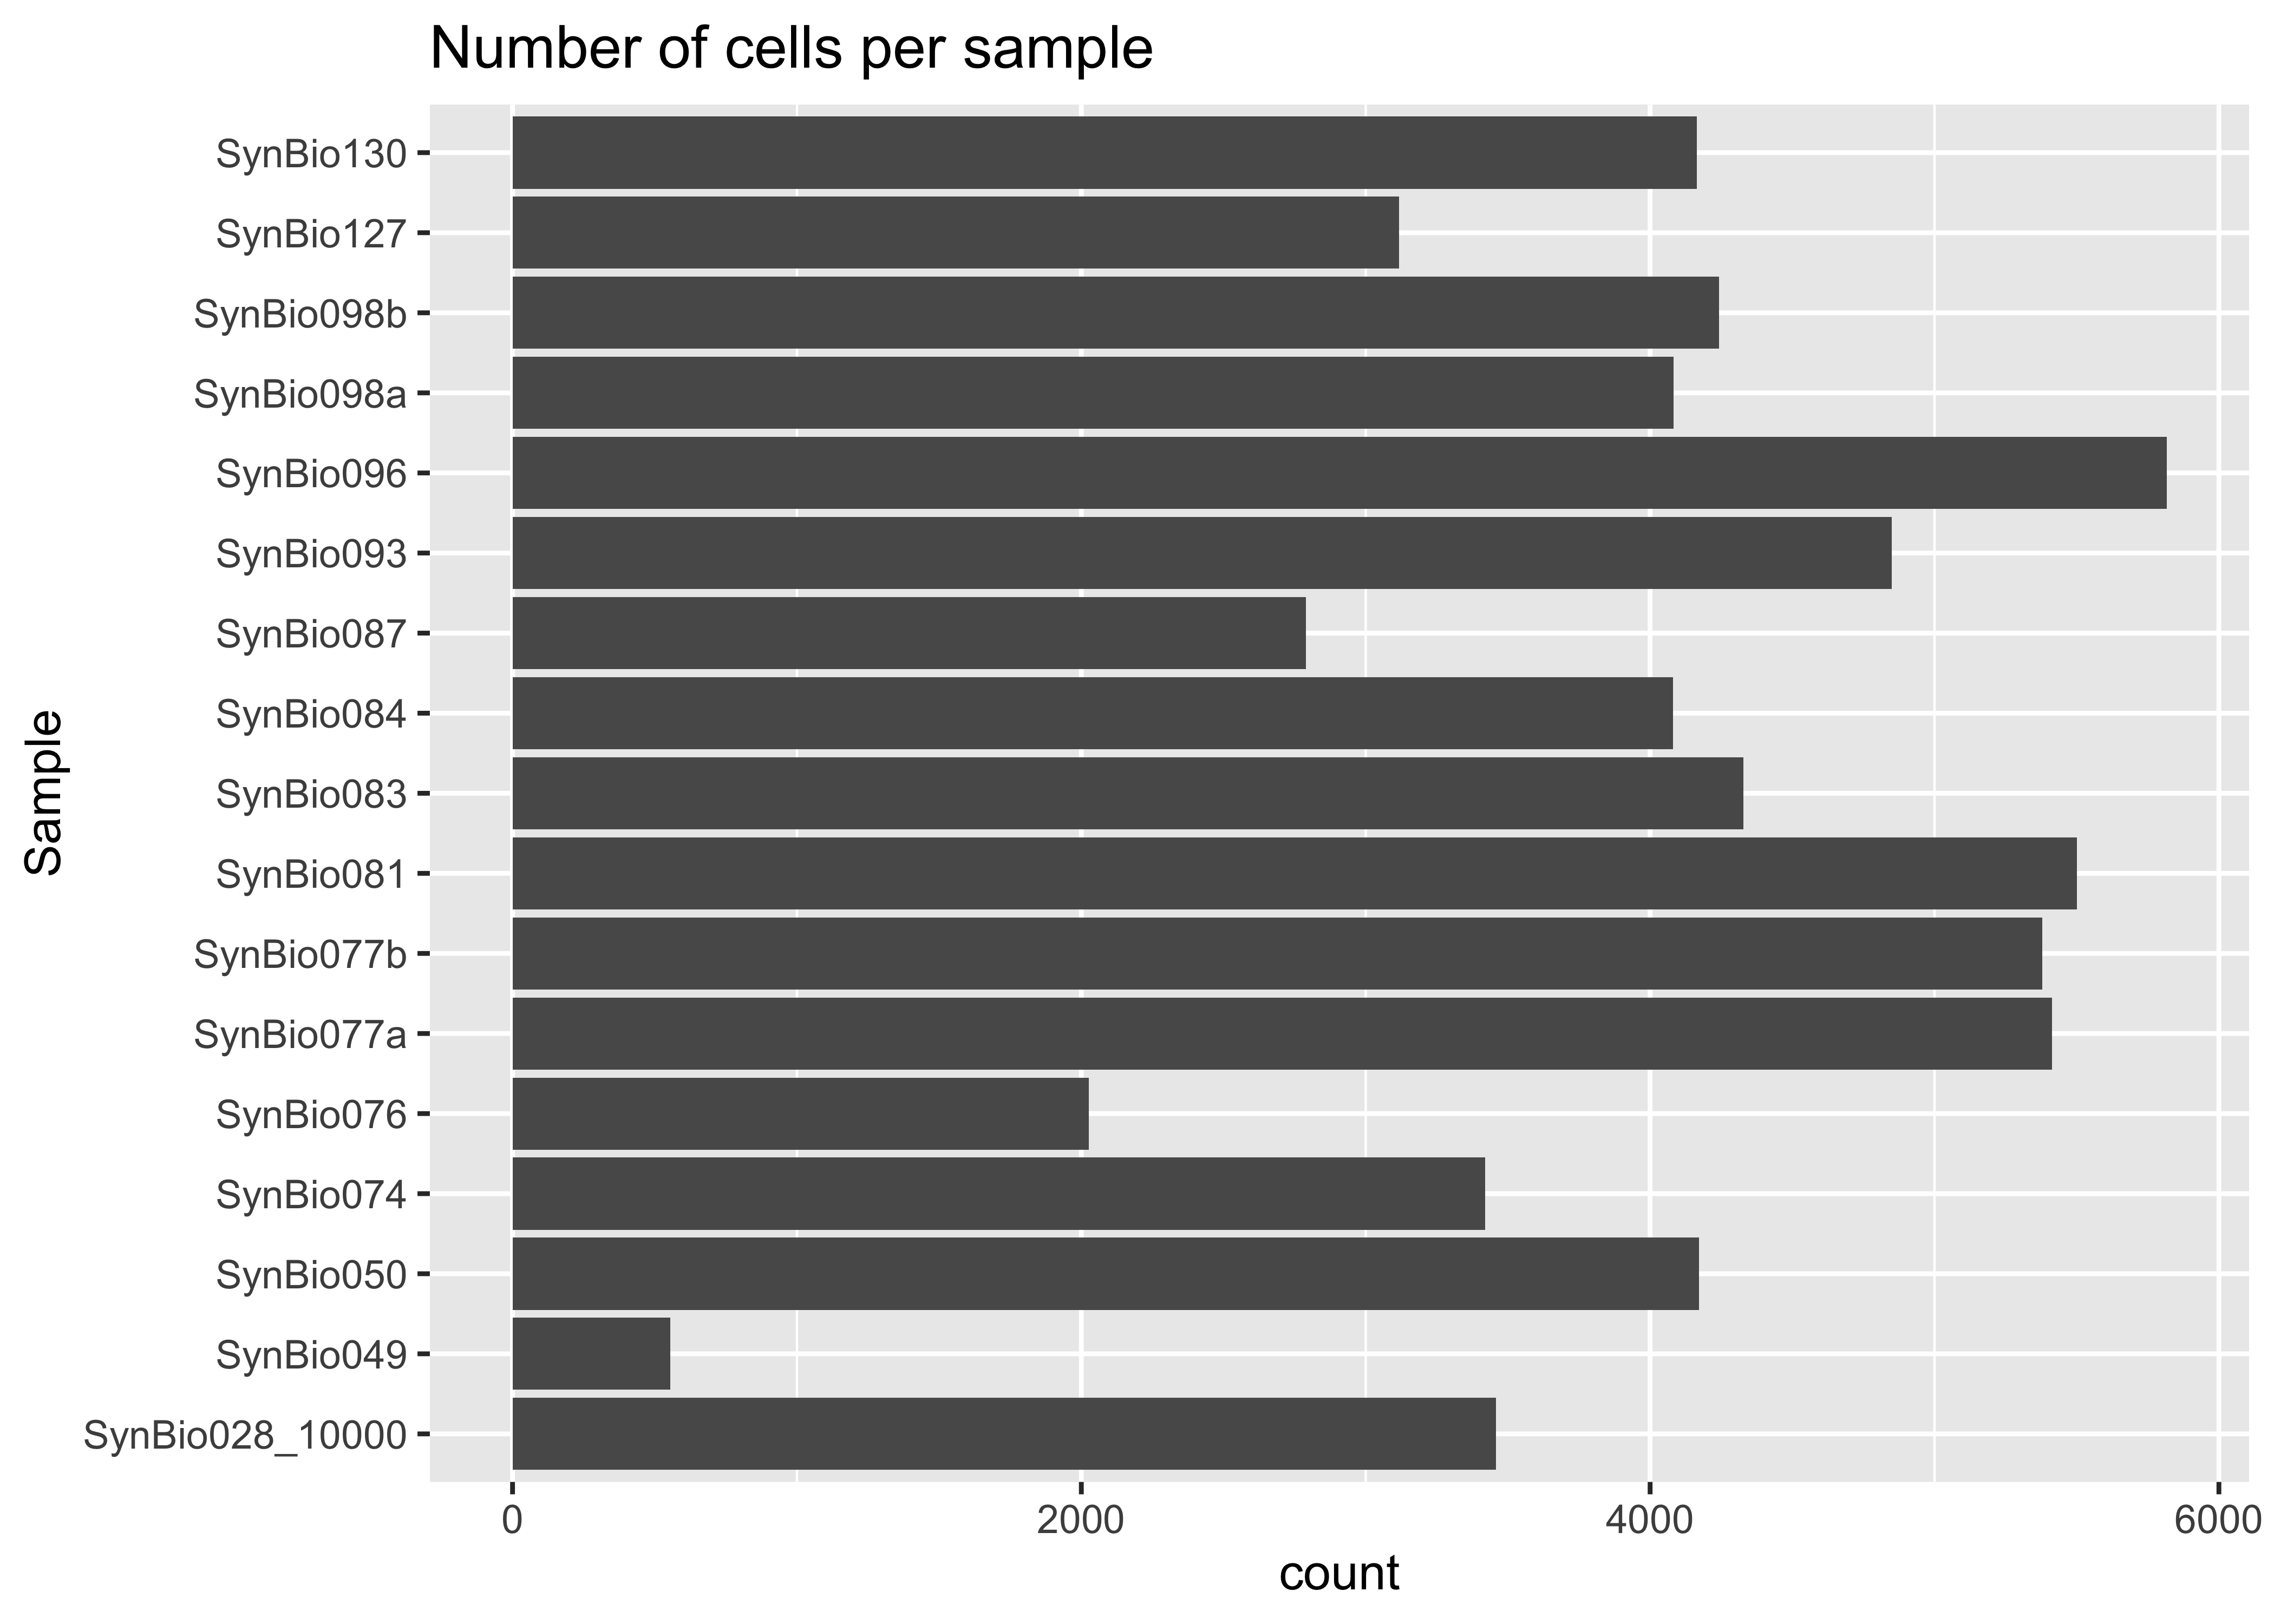 Number of cells per sample
SynBio130
SynBio127
SynBio098b
SynBio098a
SynBio096
SynBio093
SynBio087
SynBio084
SynBio083
SynBio081
SynBio077b
SynBio077a
SynBio076
SynBio074
SynBio050
SynBio049
SynBio028_10000
Sample
0 2000 4000 6000
count